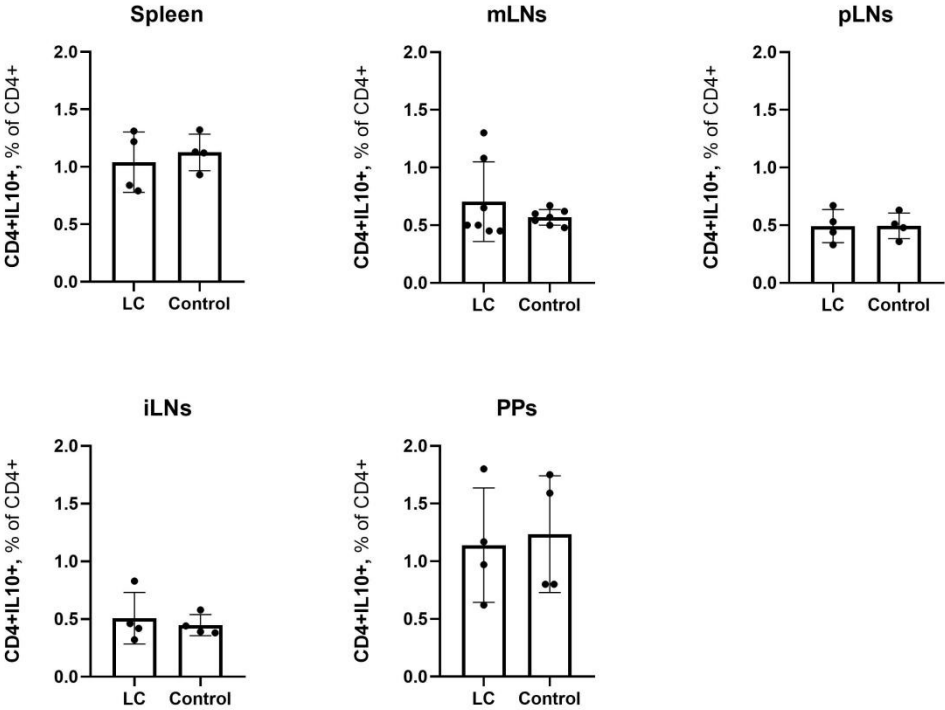 Spleen
CD4+IL10+, % of CD4+
2.0
1.5
1.0
0.5
0.0
LC Control
mLNs
CD4+IL10+, % of CD4+
2.0
1.5
1.0
0.5
0.0
LC Control
pLNs
CD4+IL10+, % of CD4+
2.0
1.5
1.0
0.5
0.0
LC Control
iLNs
CD4+IL10+, % of CD4+
2.0
1.5
1.0
0.5
0.0
LC Control
PPs
CD4+IL10+, % of CD4+
2.0
1.5
1.0
0.5
0.0
LC Control